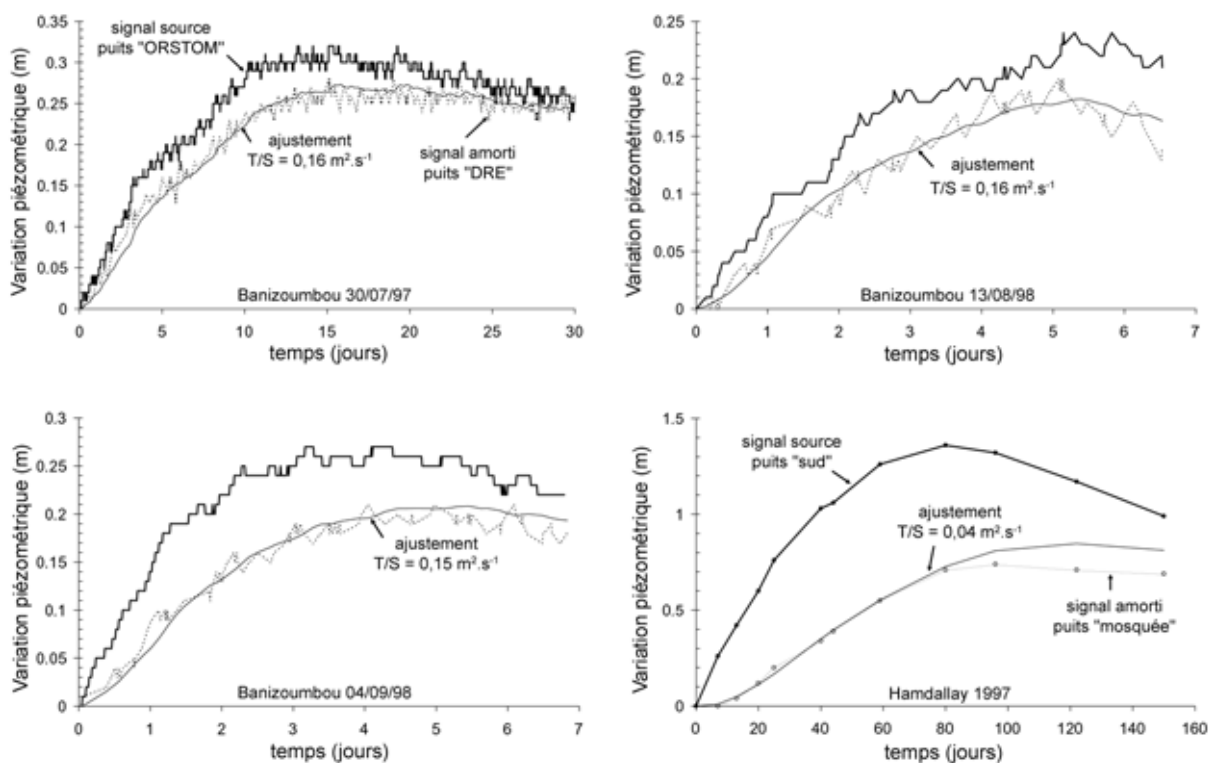 0.35
0.3
0.25
0.2
0.15
0.1
0.05
0
Variation piézométrique (m)
signal source
puits "ORSTOM"
ajustement
T/S = 0,16 m².s⁻¹
signal amorti
puits "DRE"
Banizoumbou 30/07/97
0 5 10 15 20 25 30
temps (jours)
0.25
0.2
0.15
0.1
0.05
0
Variation piézométrique (m)
ajustement
T/S = 0,16 m².s⁻¹
Banizoumbou 13/08/98
0 1 2 3 4 5 6 7
temps (jours)
0.3
0.25
0.2
0.15
0.1
0.05
0
Variation piézométrique (m)
ajustement
T/S = 0,15 m².s⁻¹
Banizoumbou 04/09/98
0 1 2 3 4 5 6 7
temps (jours)
1.5
1
0.5
0
Variation piézométrique (m)
signal source
puits "sud"
ajustement
T/S = 0,04 m².s⁻¹
signal amorti
puits "mosquée"
Hamdallay 1997
0 20 40 60 80 100 120 140 160
temps (jours)